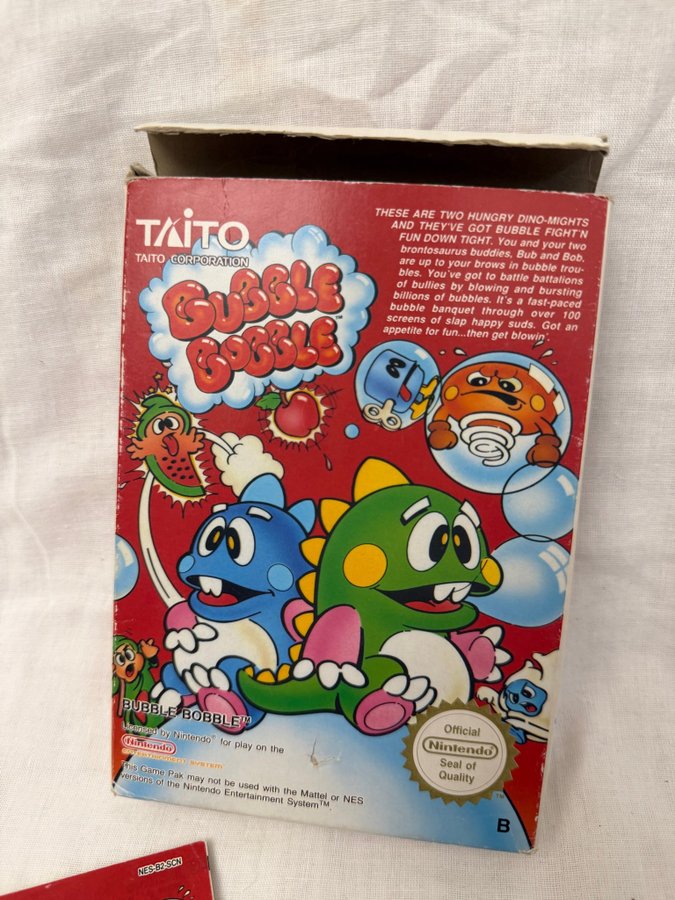 TAITO
TAITO CORPORATION
BUBBLE
BOBBLE™
THESE ARE TWO HUNGRY DINO-MIGHTS
AND THEY'VE GOT BUBBLE FIGHT'N
FUN DOWN TIGHT. You and your two
brontosaurus buddies, Bub and Bob,
are up to your brows in bubble trou-
bles. You've got to battle battalions
of bullies by blowing and bursting
billions of bubbles. It's a fast-paced
bubble banquet through over 100
screens of slap happy suds. Got an
appetite for fun...then get blowin'.
BUBBLE BOBBLE™
Licensed by Nintendo® for play on the
Nintendo
ENTERTAINMENT SYSTEM
This Game Pak may not be used with the Mattel or NES
versions of the Nintendo Entertainment System™.
Official
Nintendo®
Seal of
Quality
TM
B
NES-B2-SCN